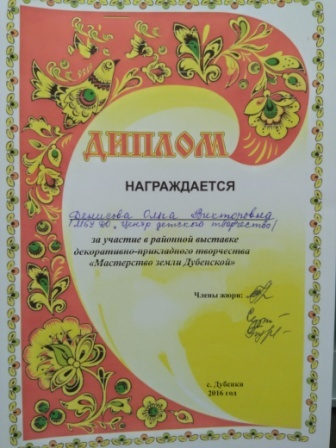 ДИПЛОМ
НАГРАЖДАЕТСЯ
Денисова Ольга Викторовна
/МБУ ДО "Центр детского творчества/
за участие в районной выставке
декоративно-прикладного творчества
«Мастерство земли Дубенской»
Члены жюри:
с. Дубенки
2016 год